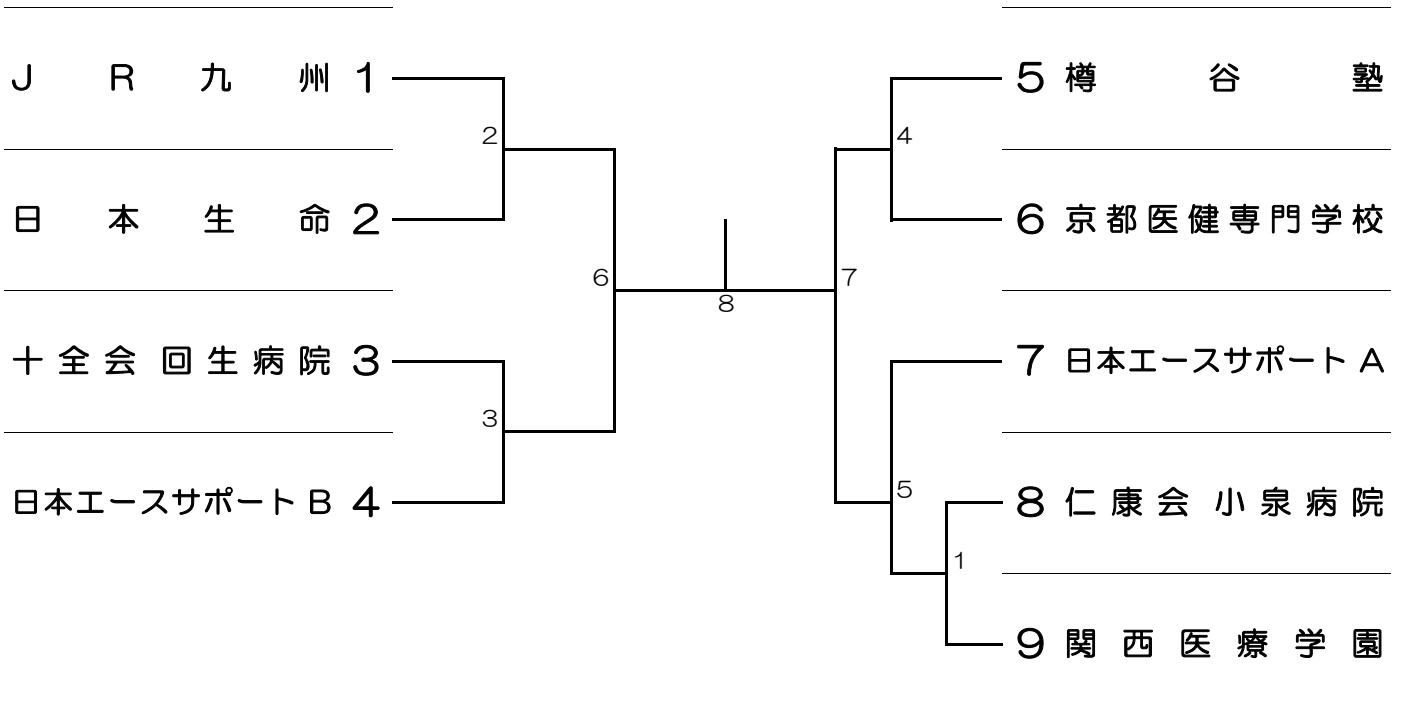 JR九州 1
日本生命 2
十全会 回生病院 3
日本エースサポート B 4
2
3
6
8
7
4
5
1
5 樽谷塾
6 京都医健専門学校
7 日本エースサポート A
8 仁康会 小泉病院
9 関西医療学園